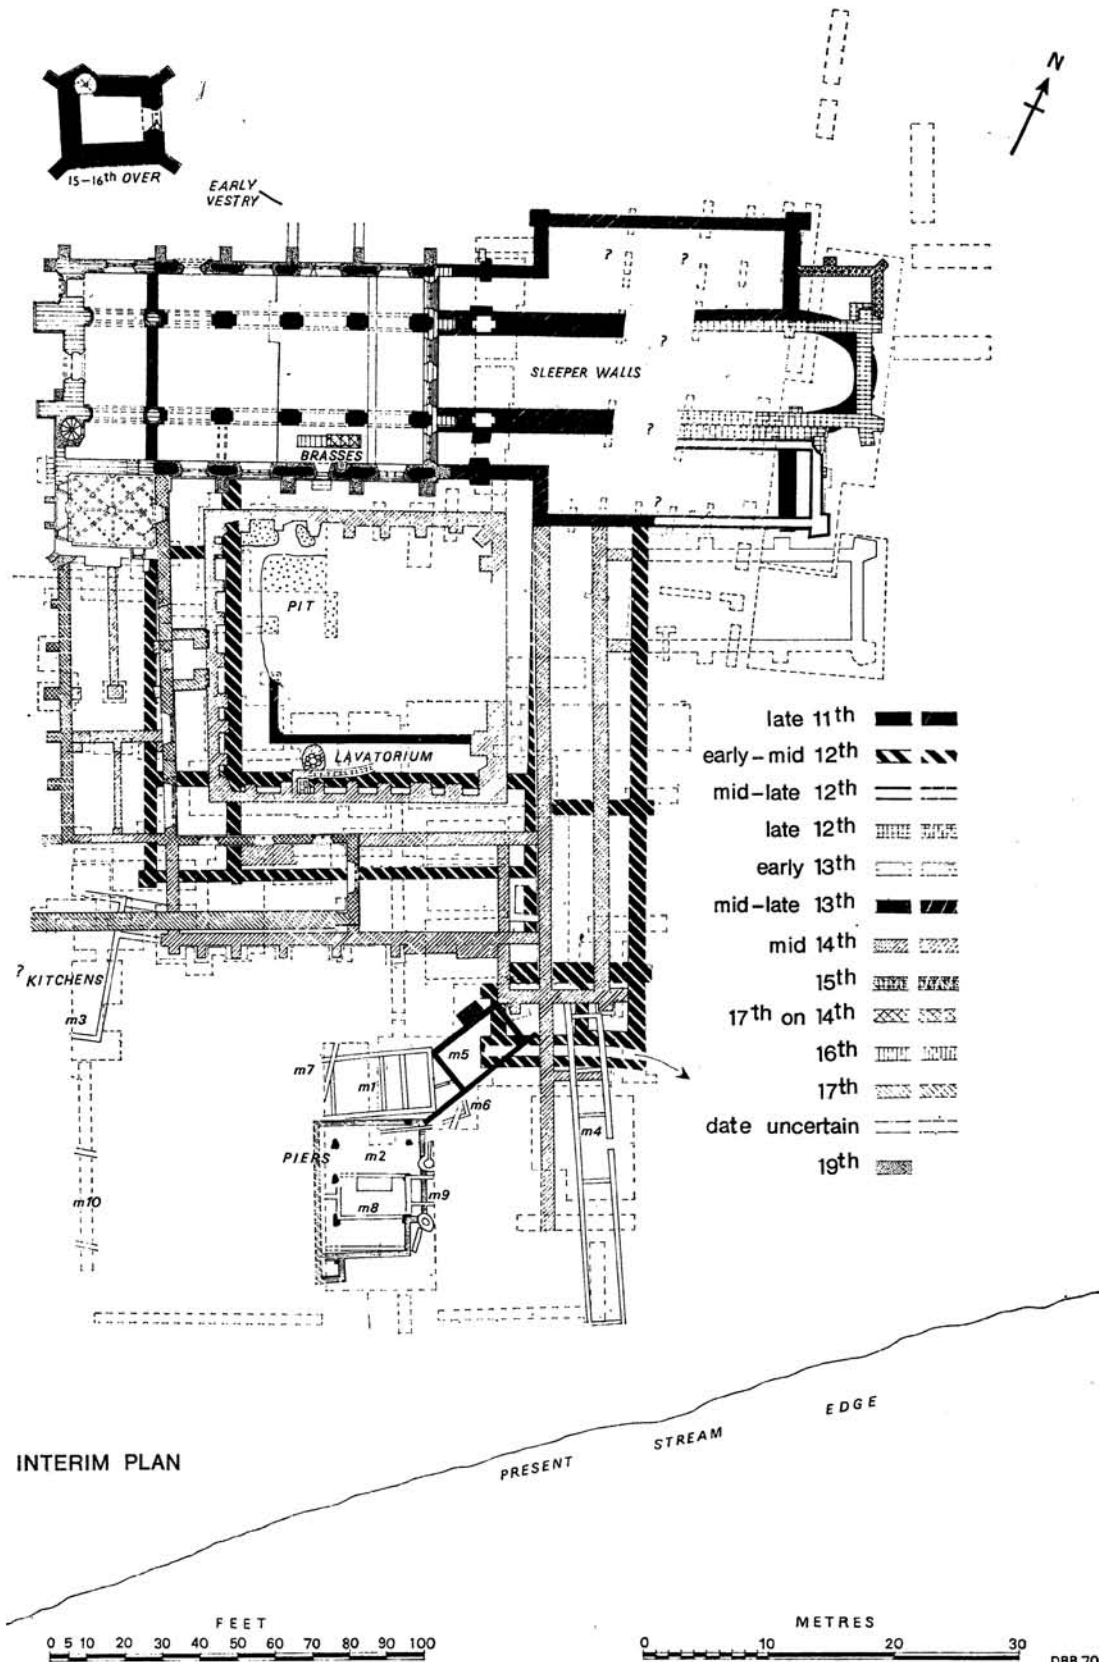 N
15-16th OVER
EARLY
VESTRY
?
?
?
SLEEPER WALLS
?
BRASSES
?
PIT
LAVATORIUM
late 11th
early-mid 12th
mid-late 12th
late 12th
early 13th
mid-late 13th
mid 14th
15th
17th on 14th
16th
17th
date uncertain
19th
? KITCHENS
m3
m5
m7
m1
m6
m4
PIERS
m2
m9
m8
m10
EDGE
STREAM
PRESENT
INTERIM PLAN
FEET
0 5 10 20 30 40 50 60 70 80 90 100
METRES
0 10 20 30
DBB 70